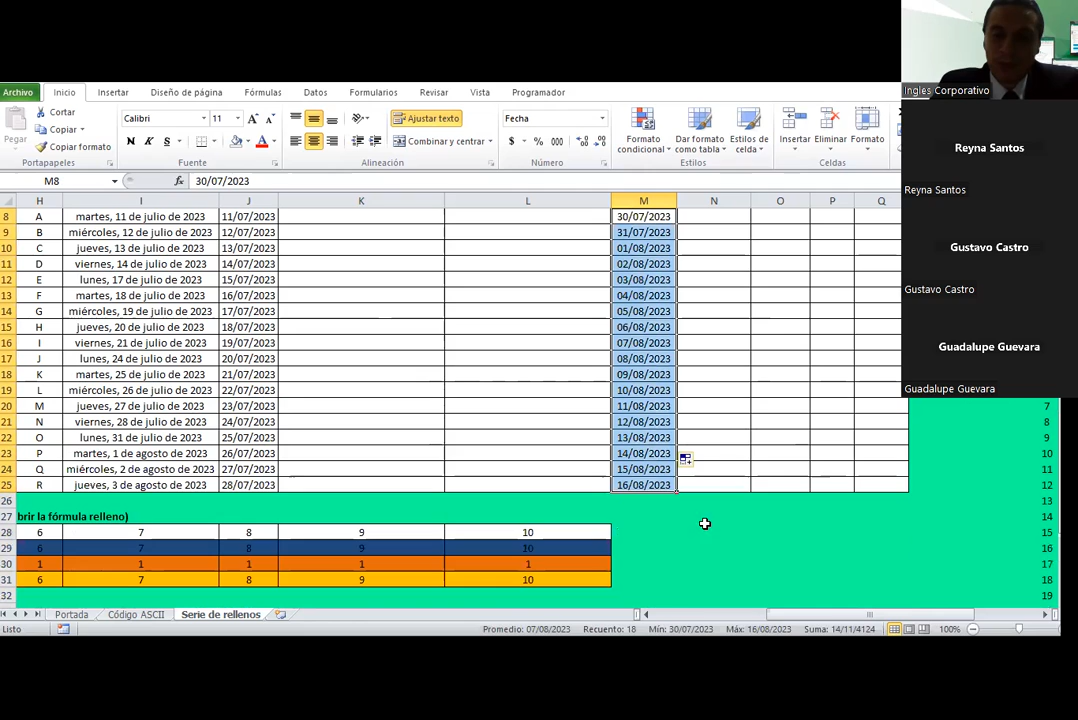 Archivo Inicio Insertar Diseño de página Fórmulas Datos Formularios Revisar Vista Programador
Pegar
Cortar
Copiar
Copiar formato
Portapapeles
Calibri 11
N K S
Fuente
Ajustar texto
Combinar y centrar
Alineación
Fecha
$ % 000
Número
Formato condicional
Dar formato como tabla
Estilos de celda
Estilos
Insertar Eliminar Formato
Celdas
M8 fx 30/07/2023
H I J K L M N O P Q
8 A martes, 11 de julio de 2023 11/07/2023 30/07/2023
9 B miércoles, 12 de julio de 2023 12/07/2023 31/07/2023
10 C jueves, 13 de julio de 2023 13/07/2023 01/08/2023
11 D viernes, 14 de julio de 2023 14/07/2023 02/08/2023
12 E lunes, 17 de julio de 2023 15/07/2023 03/08/2023
13 F martes, 18 de julio de 2023 16/07/2023 04/08/2023
14 G miércoles, 19 de julio de 2023 17/07/2023 05/08/2023
15 H jueves, 20 de julio de 2023 18/07/2023 06/08/2023
16 I viernes, 21 de julio de 2023 19/07/2023 07/08/2023
17 J lunes, 24 de julio de 2023 20/07/2023 08/08/2023
18 K martes, 25 de julio de 2023 21/07/2023 09/08/2023
19 L miércoles, 26 de julio de 2023 22/07/2023 10/08/2023
20 M jueves, 27 de julio de 2023 23/07/2023 11/08/2023 7
21 N viernes, 28 de julio de 2023 24/07/2023 12/08/2023 8
22 O lunes, 31 de julio de 2023 25/07/2023 13/08/2023 9
23 P martes, 1 de agosto de 2023 26/07/2023 14/08/2023 10
24 Q miércoles, 2 de agosto de 2023 27/07/2023 15/08/2023 11
25 R jueves, 3 de agosto de 2023 28/07/2023 16/08/2023 12
26 13
27 brir la fórmula relleno) 14
28 6 7 8 9 10 15
29 6 7 8 9 10 16
30 1 1 1 1 1 17
31 6 7 8 9 10 18
32 19
Portada Código ASCII Serie de rellenos
Listo Promedio: 07/08/2023 Recuento: 18 Mín: 30/07/2023 Máx: 16/08/2023 Suma: 14/11/4124 100%
Ingles Corporativo
Reyna Santos
Reyna Santos
Gustavo Castro
Gustavo Castro
Guadalupe Guevara
Guadalupe Guevara